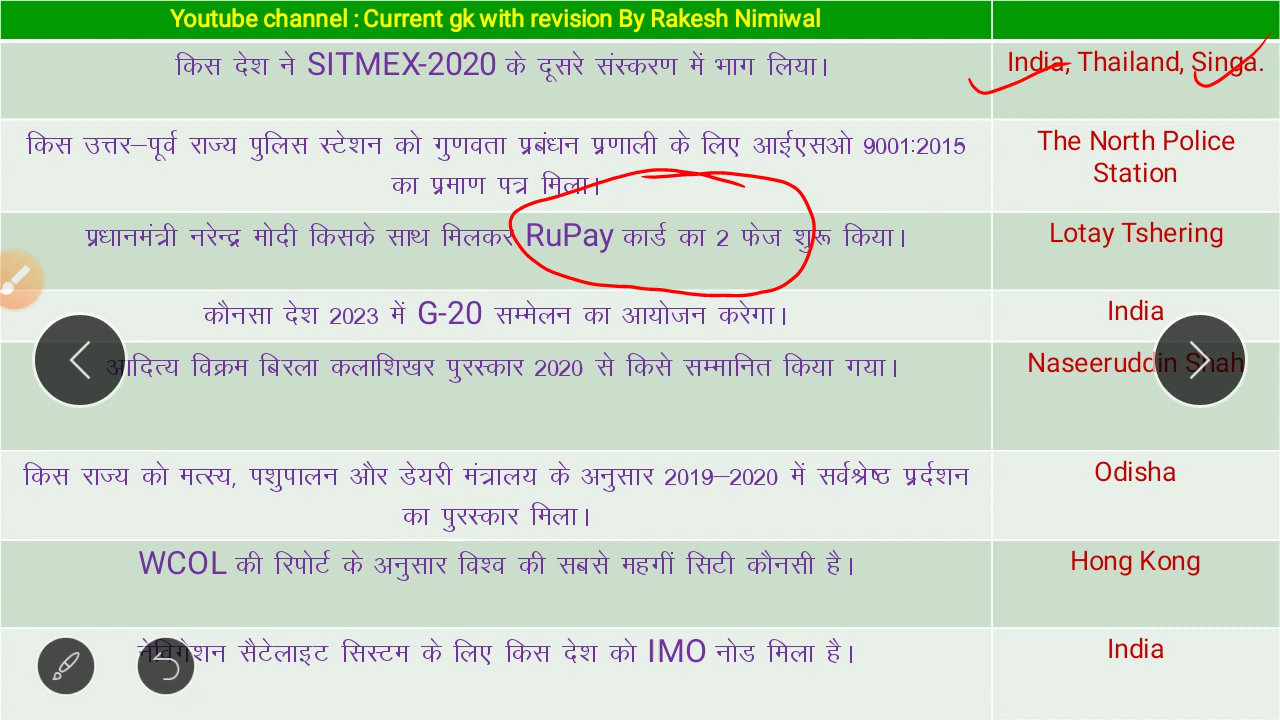 Youtube channel : Current gk with revision By Rakesh Nimiwal
किस देश ने SITMEX-2020 के दूसरे संस्करण में भाग लिया।
India, Thailand, Singa.
किस उत्तर–पूर्व राज्य पुलिस स्टेशन को गुणवता प्रबंधन प्रणाली के लिए आईएसओ 9001:2015
का प्रमाण पत्र मिला।
The North Police
Station
प्रधानमंत्री नरेन्द्र मोदी किसके साथ मिलकर RuPay कार्ड का 2 फेज शुरू किया।
Lotay Tshering
कौनसा देश 2023 में G-20 सम्मेलन का आयोजन करेगा।
India
आदित्य विक्रम बिरला कलाशिखर पुरस्कार 2020 से किसे सम्मानित किया गया।
Naseeruddin Shah
किस राज्य को मत्स्य, पशुपालन और डेयरी मंत्रालय के अनुसार 2019–2020 में सर्वश्रेष्ठ प्रर्दशन
का पुरस्कार मिला।
Odisha
WCOL की रिपोर्ट के अनुसार विश्व की सबसे महगीं सिटी कौनसी है।
Hong Kong
नेविगेशन सैटेलाइट सिस्टम के लिए किस देश को IMO नोड मिला है।
India